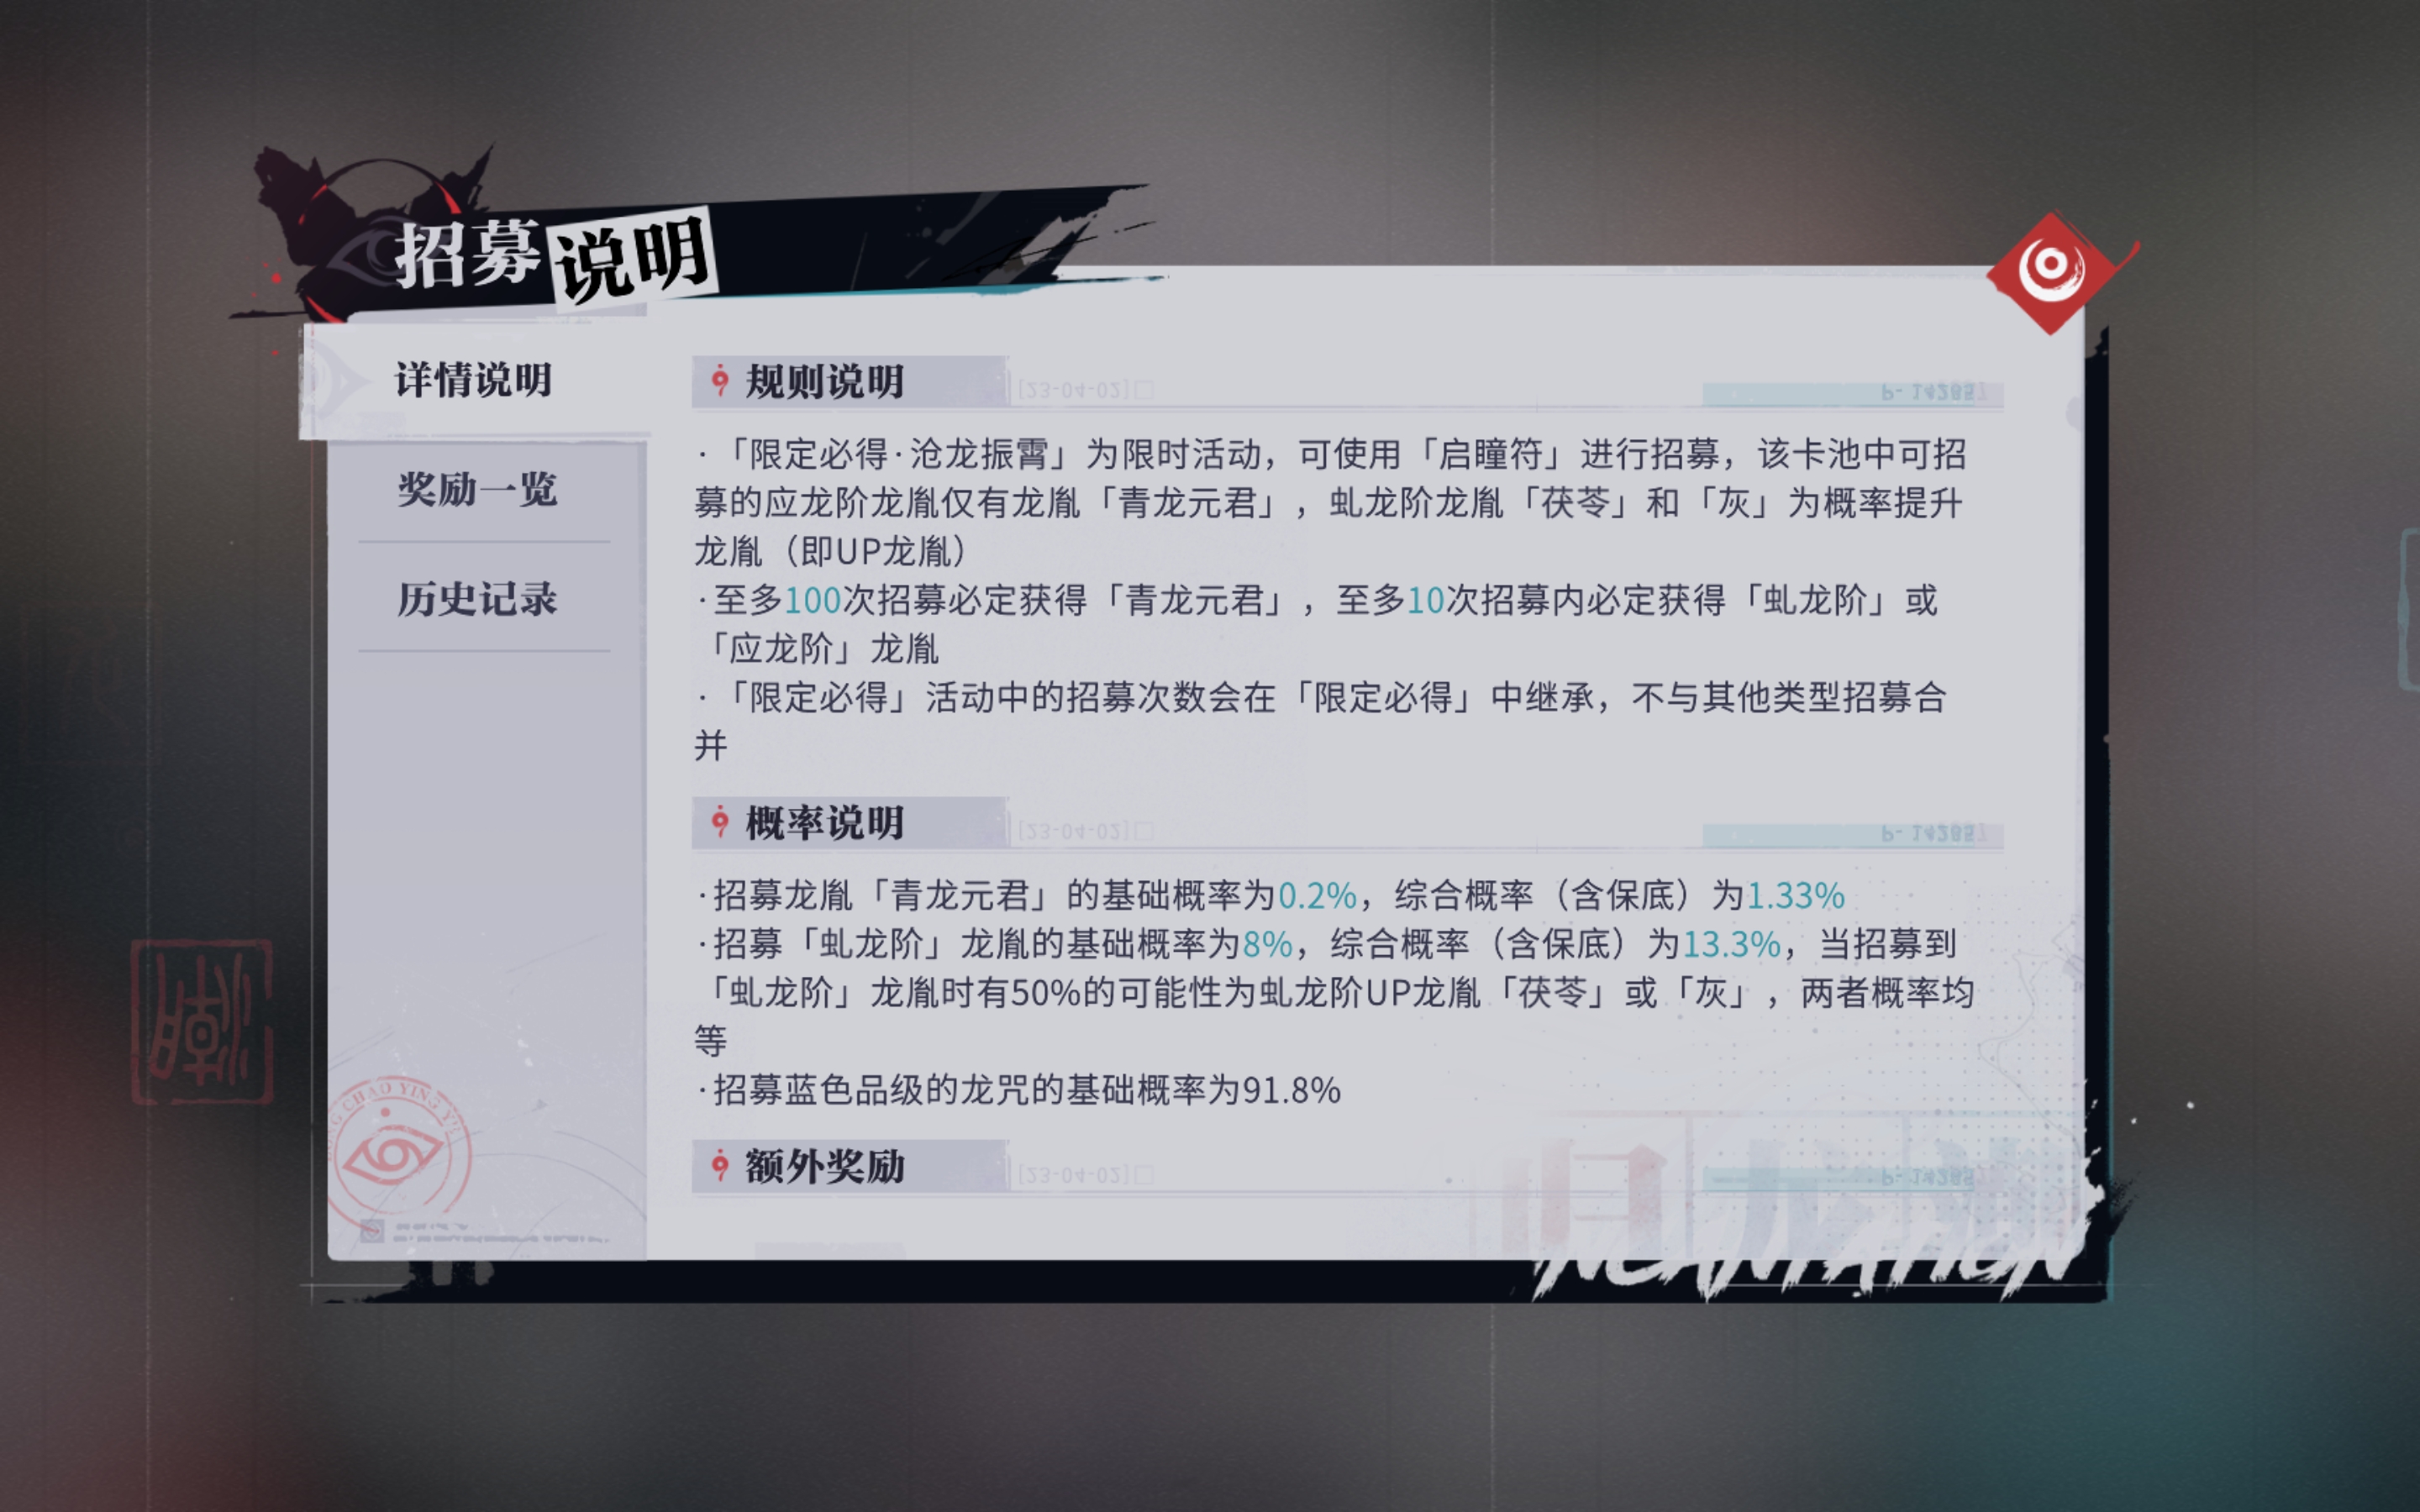 招募说明
详情说明
奖励一览
历史记录
规则说明
[23-04-02]
P- 142857
·「限定必得·沧龙振霄」为限时活动，可使用「启瞳符」进行招募，该卡池中可招
募的应龙阶龙胤仅有龙胤「青龙元君」，虬龙阶龙胤「茯苓」和「灰」为概率提升
龙胤（即UP龙胤）
·至多100次招募必定获得「青龙元君」，至多10次招募内必定获得「虬龙阶」或
「应龙阶」龙胤
·「限定必得」活动中的招募次数会在「限定必得」中继承，不与其他类型招募合
并
概率说明
[23-04-02]
P- 142857
·招募龙胤「青龙元君」的基础概率为0.2%，综合概率（含保底）为1.33%
·招募「虬龙阶」龙胤的基础概率为8%，综合概率（含保底）为13.3%，当招募到
「虬龙阶」龙胤时有50%的可能性为虬龙阶UP龙胤「茯苓」或「灰」，两者概率均
等
·招募蓝色品级的龙咒的基础概率为91.8%
额外奖励
[23-04-02]
P- 142857
INCANTATION